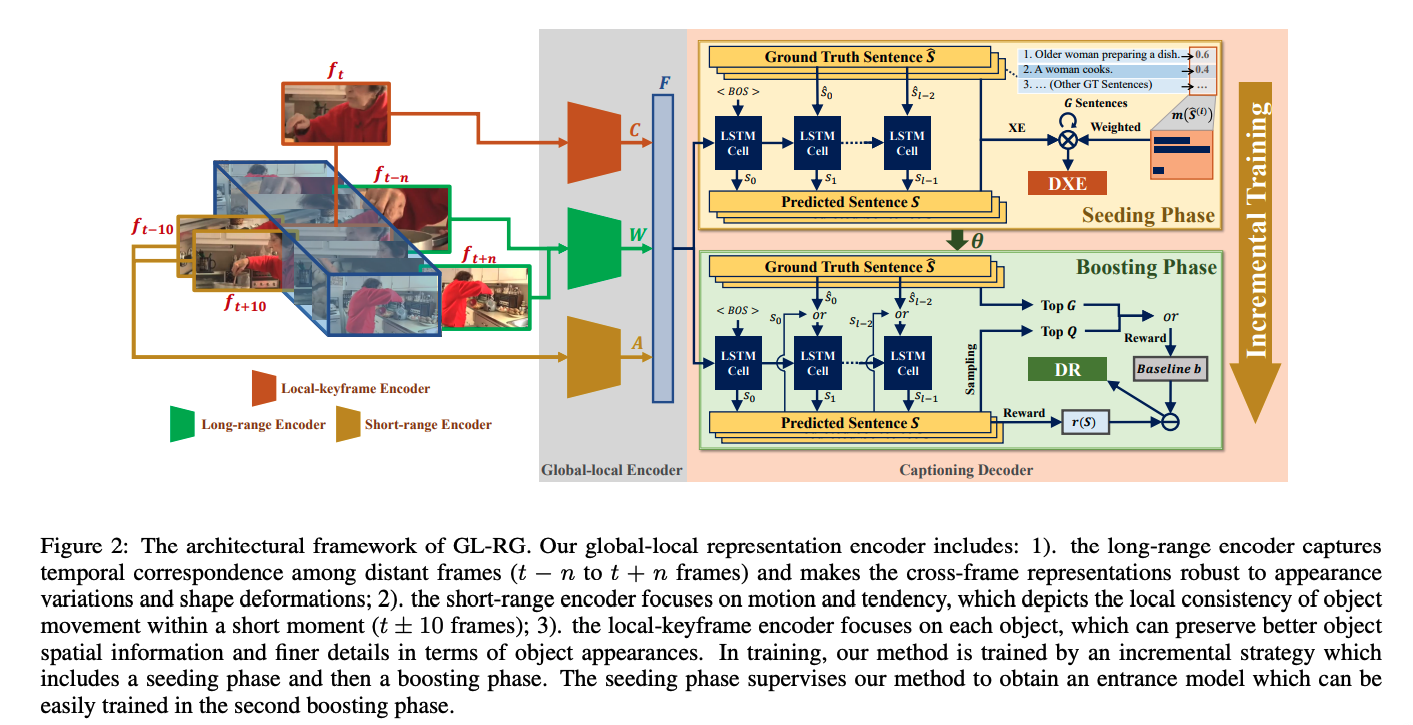 f_t
f_{t-n}
f_{t-10}
f_{t+n}
f_{t+10}
Local-keyframe Encoder
Long-range Encoder
Short-range Encoder
C
W
A
F
Global-local Encoder
Ground Truth Sentence Ŝ
< BOS >
ŝ_0
ŝ_{l-2}
LSTM Cell
LSTM Cell
LSTM Cell
s_0
s_1
s_{l-1}
Predicted Sentence S
1. Older woman preparing a dish.
0.6
2. A woman cooks.
0.4
3. ... (Other GT Sentences)
...
G Sentences
m(Ŝ^{(i)})
XE
Weighted
DXE
Seeding Phase
θ
Ground Truth Sentence Ŝ
Boosting Phase
< BOS >
ŝ_0
ŝ_{l-2}
s_0
or
s_{l-2}
or
LSTM Cell
LSTM Cell
LSTM Cell
s_0
s_1
s_{l-1}
Predicted Sentence S
Sampling
Top G
Top Q
or
Reward
Baseline b
DR
Reward
r(S)
Captioning Decoder
Incremental Training
Figure 2: The architectural framework of GL-RG. Our global-local representation encoder includes: 1). the long-range encoder captures
temporal correspondence among distant frames (t − n to t + n frames) and makes the cross-frame representations robust to appearance
variations and shape deformations; 2). the short-range encoder focuses on motion and tendency, which depicts the local consistency of object
movement within a short moment (t ± 10 frames); 3). the local-keyframe encoder focuses on each object, which can preserve better object
spatial information and finer details in terms of object appearances. In training, our method is trained by an incremental strategy which
includes a seeding phase and then a boosting phase. The seeding phase supervises our method to obtain an entrance model which can be
easily trained in the second boosting phase.